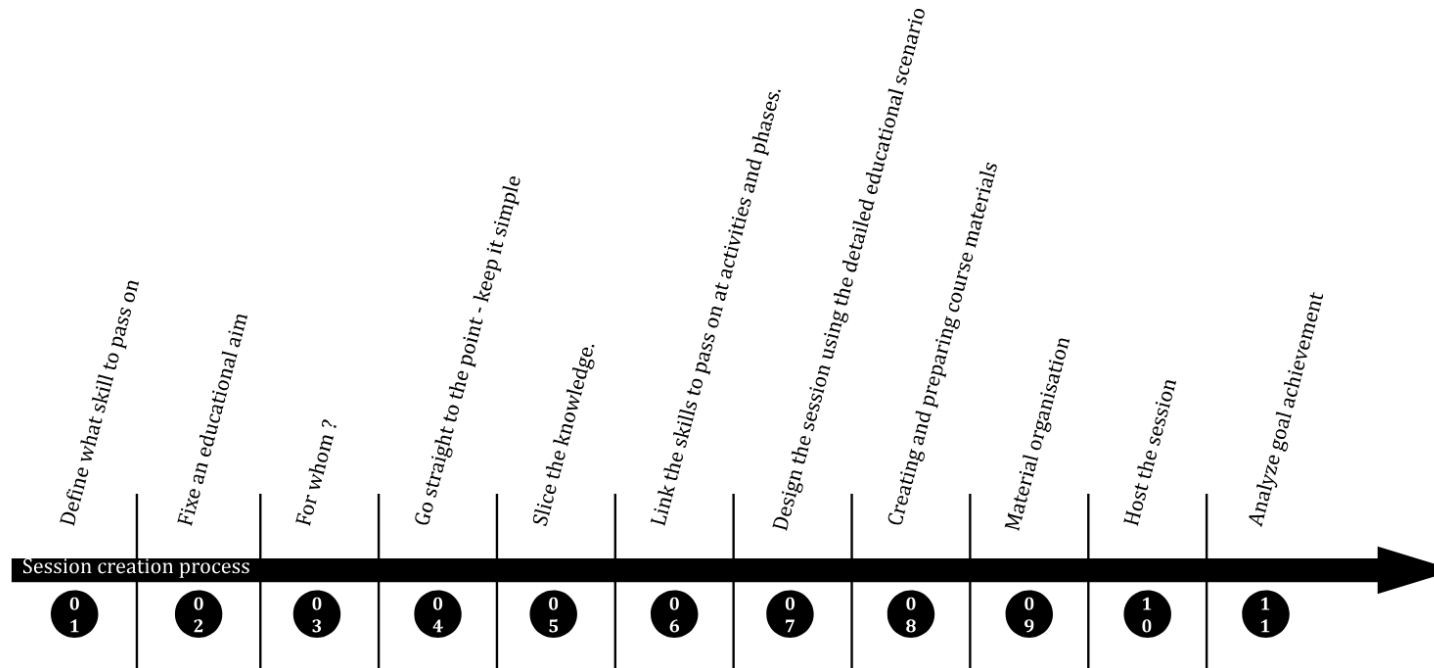 Define what skill to pass on
Fixe an educational aim
For whom ?
Go straight to the point - keep it simple
Slice the knowledge.
Link the skills to pass on at activities and phases.
Design the session using the detailed educational scenario
Creating and preparing course materials
Material organisation
Host the session
Analyze goal achievement
Session creation process
01
02
03
04
05
06
07
08
09
10
11